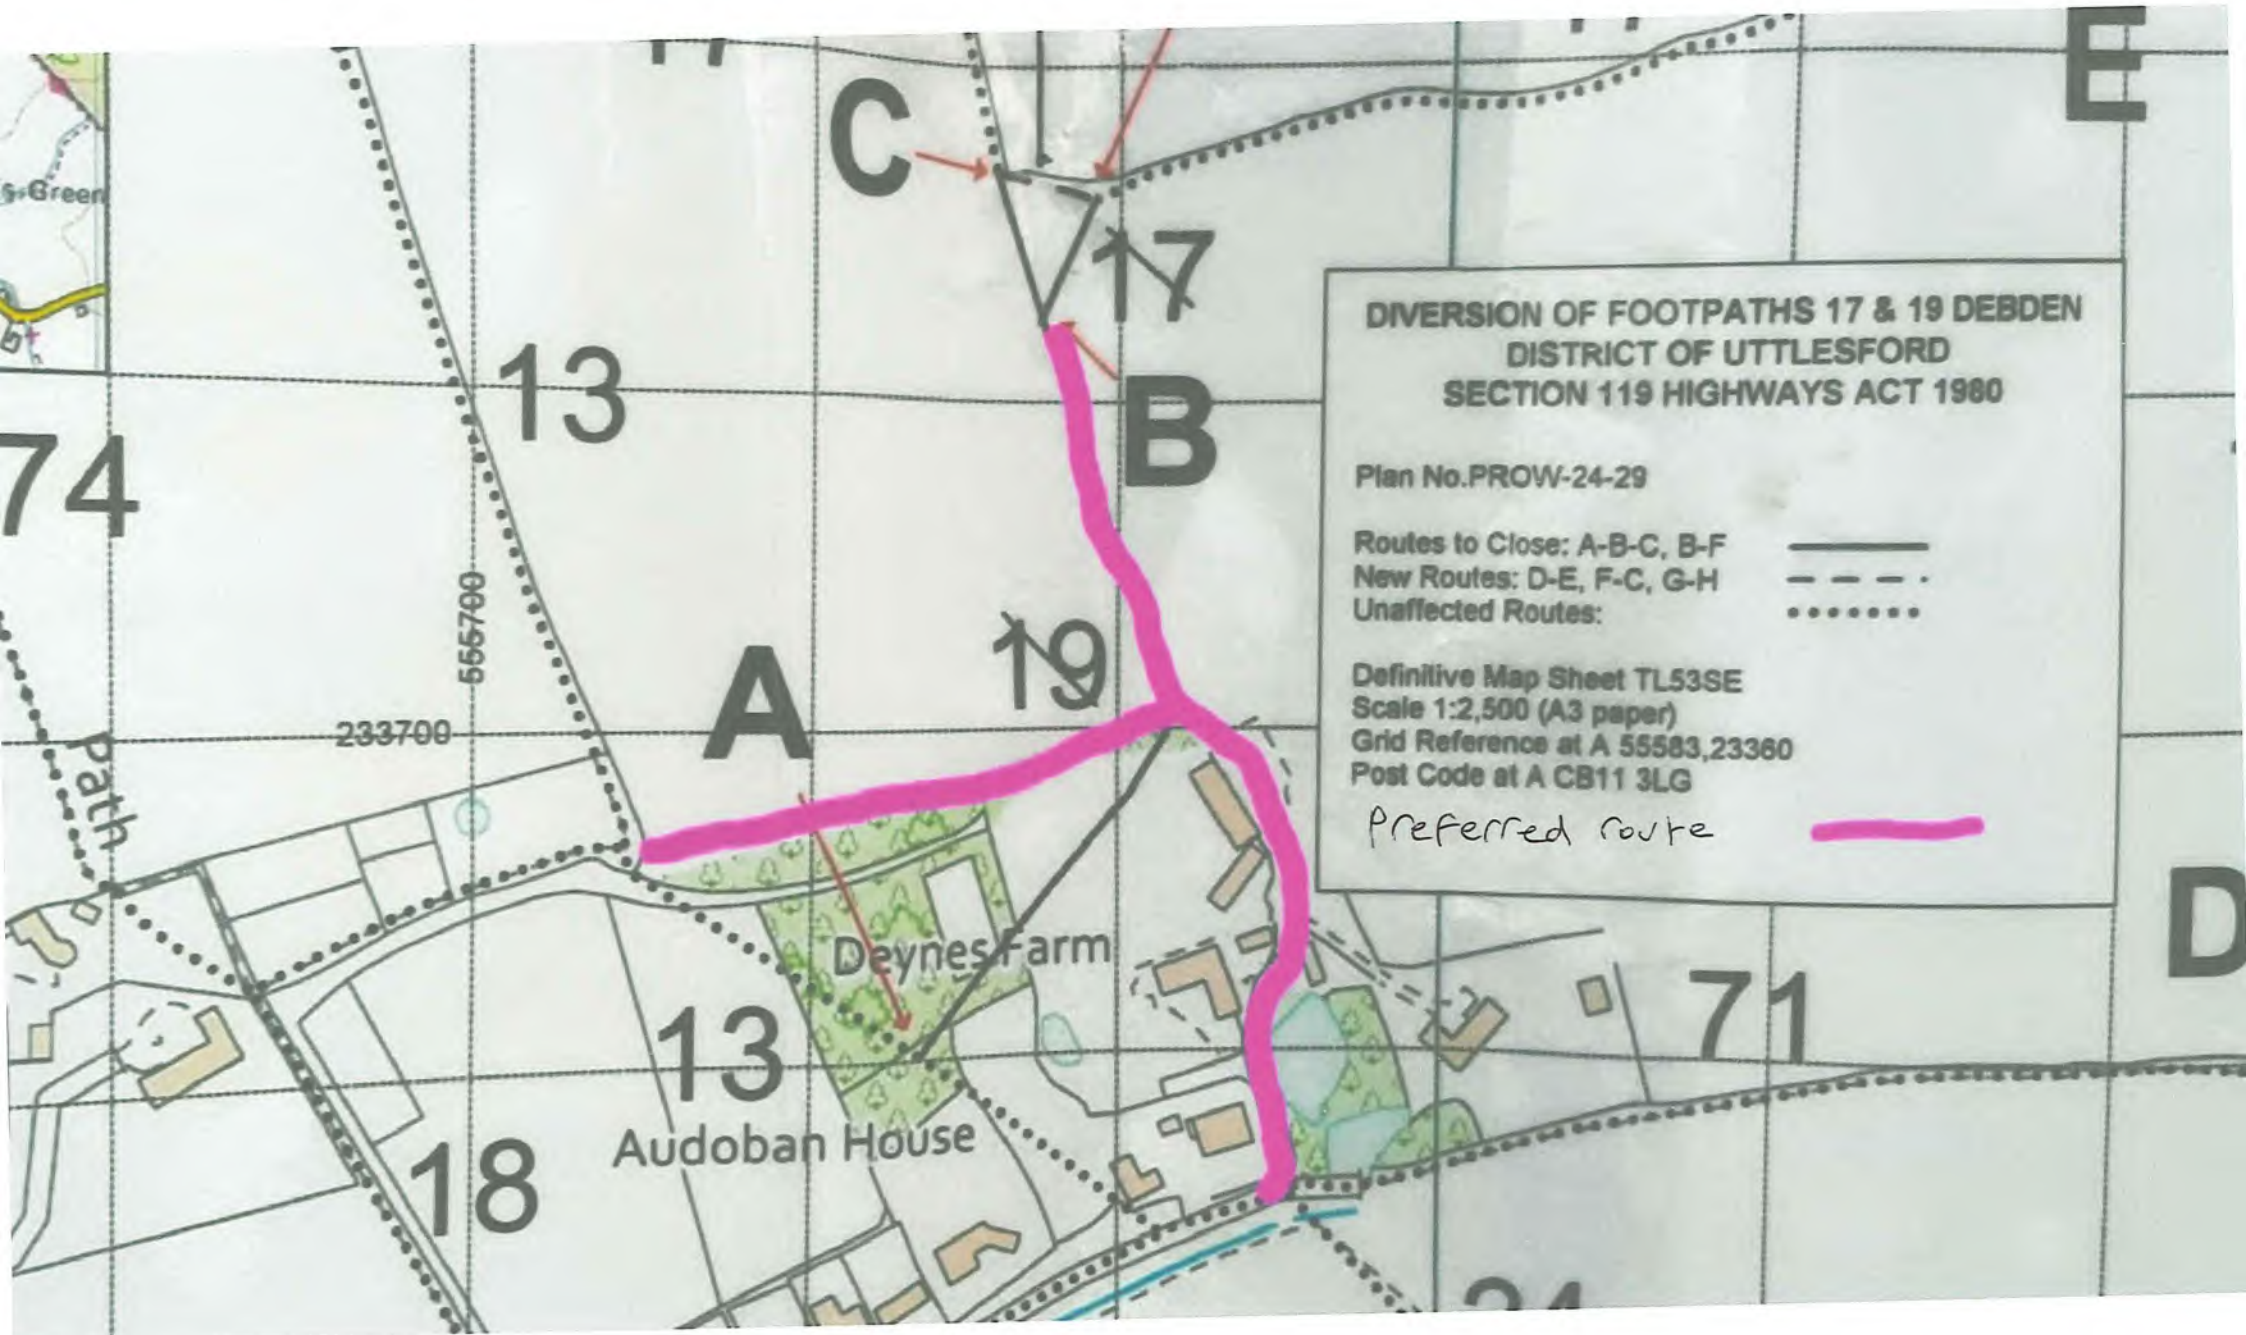 E
C
s Green
17
DIVERSION OF FOOTPATHS 17 & 19 DEBDEN
DISTRICT OF UTTLESFORD
SECTION 119 HIGHWAYS ACT 1980
13
B
74
Plan No.PROW-24-29
Routes to Close: A-B-C, B-F
New Routes: D-E, F-C, G-H
Unaffected Routes:
555700
19
A
Definitive Map Sheet TL53SE
Scale 1:2,500 (A3 paper)
Grid Reference at A 55583,23360
Post Code at A CB11 3LG
233700
Path
Preferred route
D
Deynes Farm
71
13
Audoban House
18